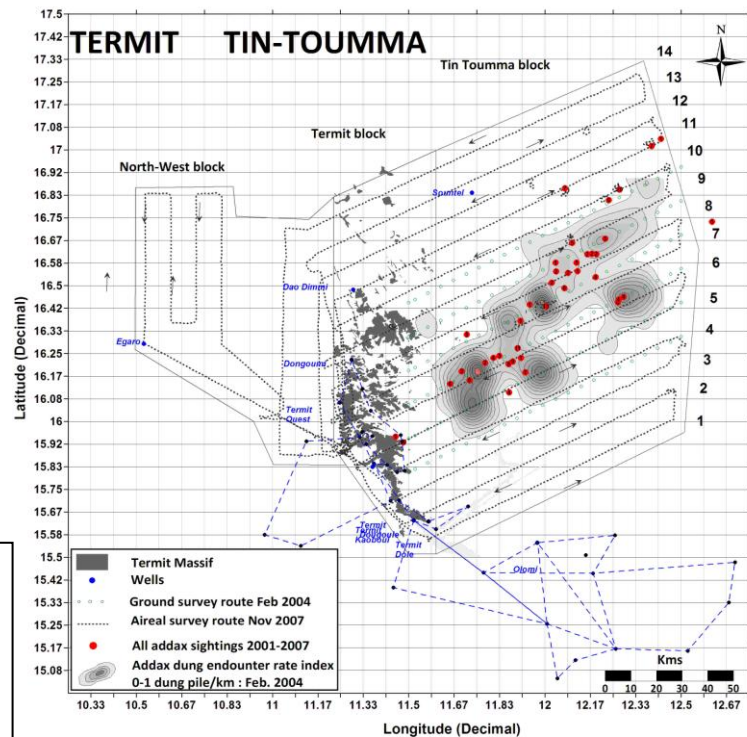 TERMIT TIN-TOUMMA
N
Tin Toumma block
Termit block
North-West block
14
13
12
11
10
9
8
7
6
5
4
3
2
1
Spuntel
Dao Dimmi
Egaro
Dongoumi
Termit
Ouest
Termit
Dougoule
Kaoboul
Termit
Dole
Olomi
Termit Massif
Wells
Ground survey route Feb 2004
Aireal survey route Nov 2007
All addax sightings 2001-2007
Addax dung endounter rate index
0-1 dung pile/km : Feb. 2004
Kms
0 10 20 30 40 50
Latitude (Decimal)
17.5
17.42
17.33
17.25
17.17
17.08
17
16.92
16.83
16.75
16.67
16.58
16.5
16.42
16.33
16.25
16.17
16.08
16
15.92
15.83
15.75
15.67
15.58
15.5
15.42
15.33
15.25
15.17
15.08
10.33 10.5 10.67 10.83 11 11.17 11.33 11.5 11.67 11.83 12 12.17 12.33 12.5 12.67
Longitude (Decimal)